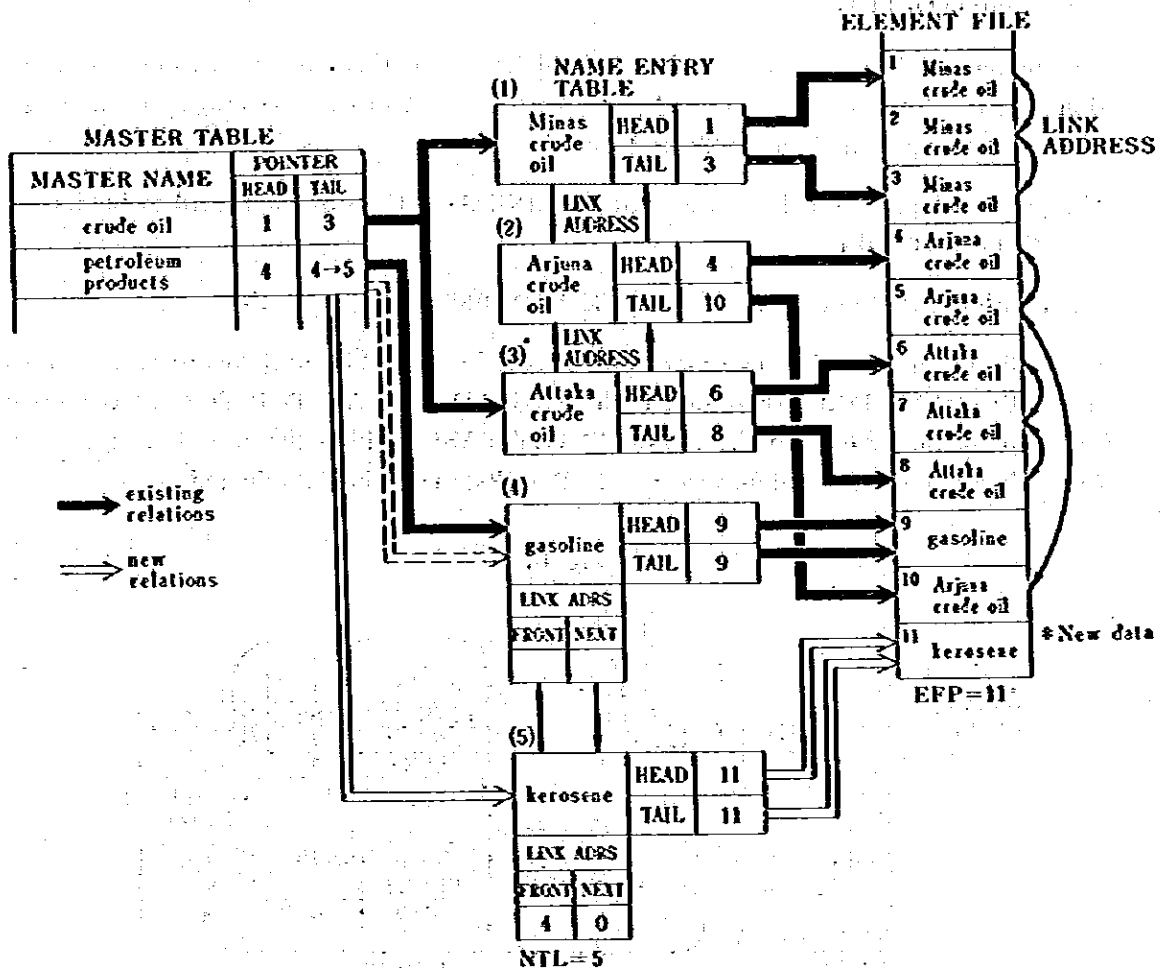 ELEMENT FILE
NAME ENTRY
TABLE
MASTER TABLE
MASTER NAME
POINTER
HEAD TAIL
crude oil 1 3
petroleum
products 4 4→5
existing
relations
new
relations
(1)
Minas
crude
oil
HEAD 1
TAIL 3
LINK
ADDRESS
(2)
Arjuna
crude
oil
HEAD 4
TAIL 10
LINK
ADDRESS
(3)
Attaka
crude
oil
HEAD 6
TAIL 8
(4)
gasoline
HEAD 9
TAIL 9
LINK ADRS
FRONT NEXT
(5)
kerosene
HEAD 11
TAIL 11
LINK ADRS
FRONT NEXT
4 0
NTL=5
1 Minas
crude oil
2 Minas
crude oil
3 Minas
crude oil
4 Arjuna
crude oil
5 Arjuna
crude oil
6 Attaka
crude oil
7 Attaka
crude oil
8 Attaka
crude oil
9
gasoline
10 Arjuna
crude oil
11
kerosene
LINK
ADDRESS
*New data
EFP=11